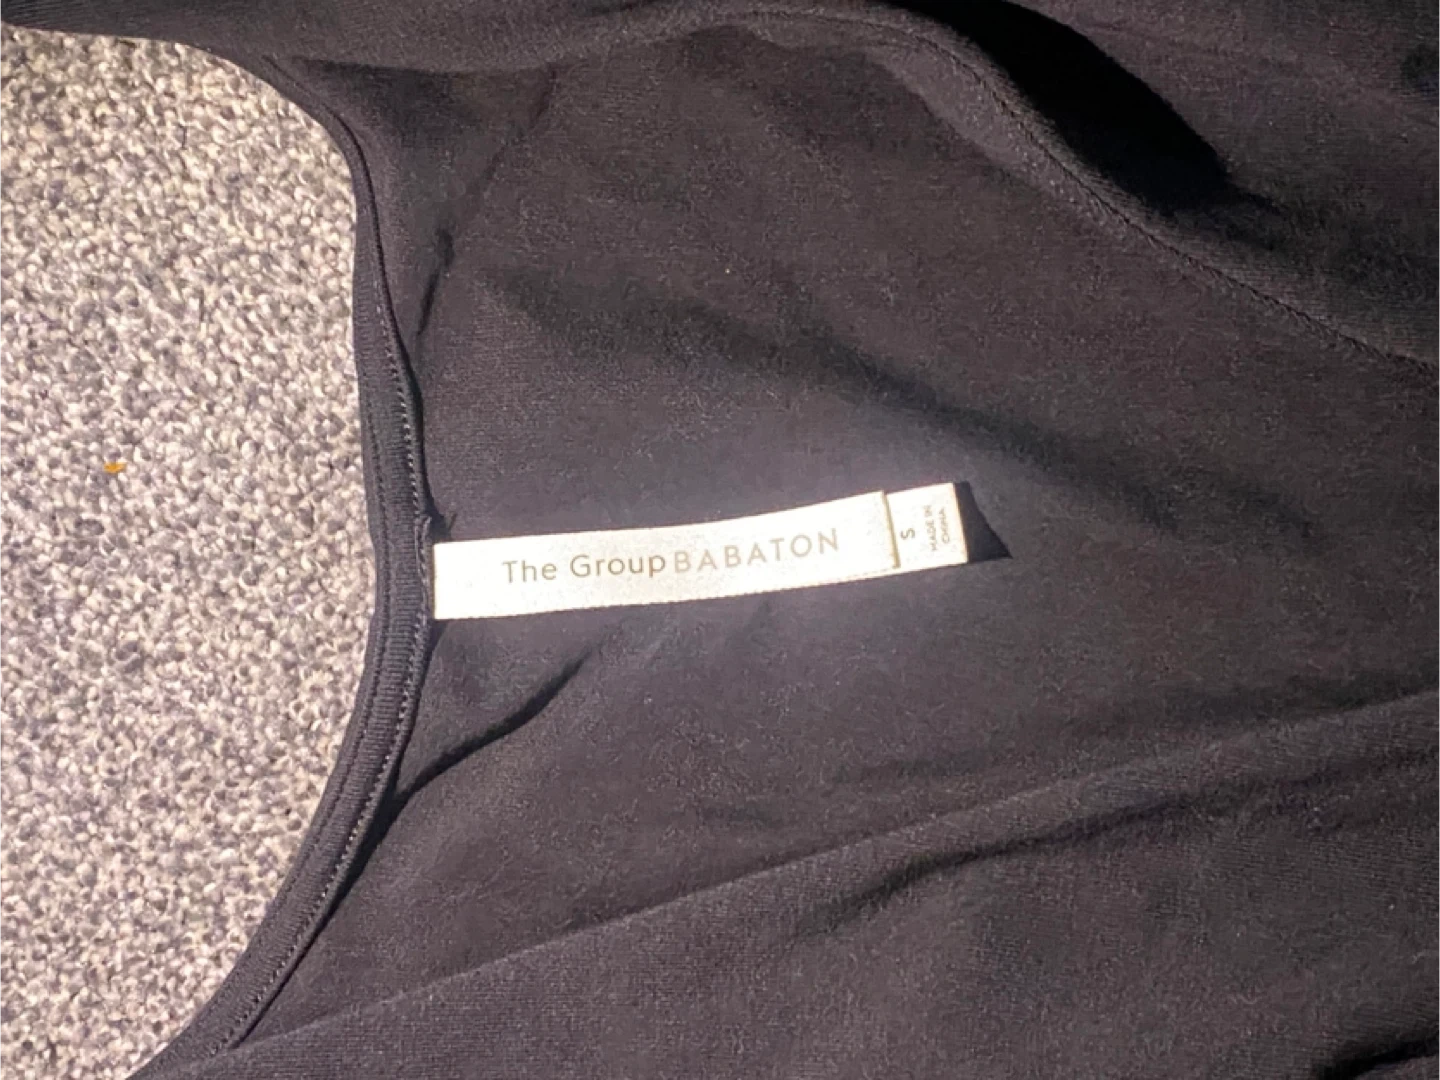 The Group BABATON
S
MADE IN
CHINA